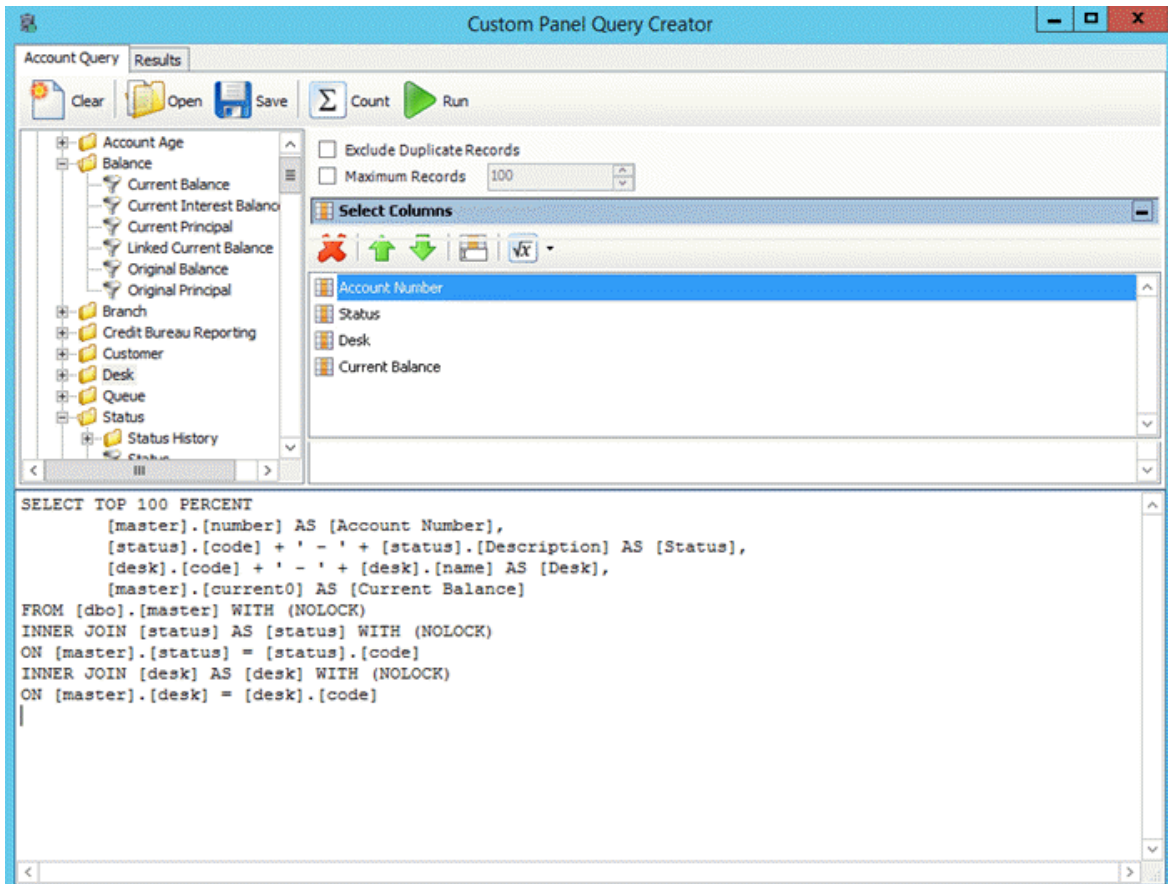 Custom Panel Query Creator
Account Query Results
Clear Open Save Σ Count Run
Account Age
Balance
Current Balance
Current Interest Balanc
Current Principal
Linked Current Balance
Original Balance
Original Principal
Branch
Credit Bureau Reporting
Customer
Desk
Queue
Status
Status History
Status
Exclude Duplicate Records
Maximum Records 100
Select Columns
√x
Account Number
Status
Desk
Current Balance
SELECT TOP 100 PERCENT
[master].[number] AS [Account Number],
[status].[code] + ' - ' + [status].[Description] AS [Status],
[desk].[code] + ' - ' + [desk].[name] AS [Desk],
[master].[current0] AS [Current Balance]
FROM [dbo].[master] WITH (NOLOCK)
INNER JOIN [status] AS [status] WITH (NOLOCK)
ON [master].[status] = [status].[code]
INNER JOIN [desk] AS [desk] WITH (NOLOCK)
ON [master].[desk] = [desk].[code]